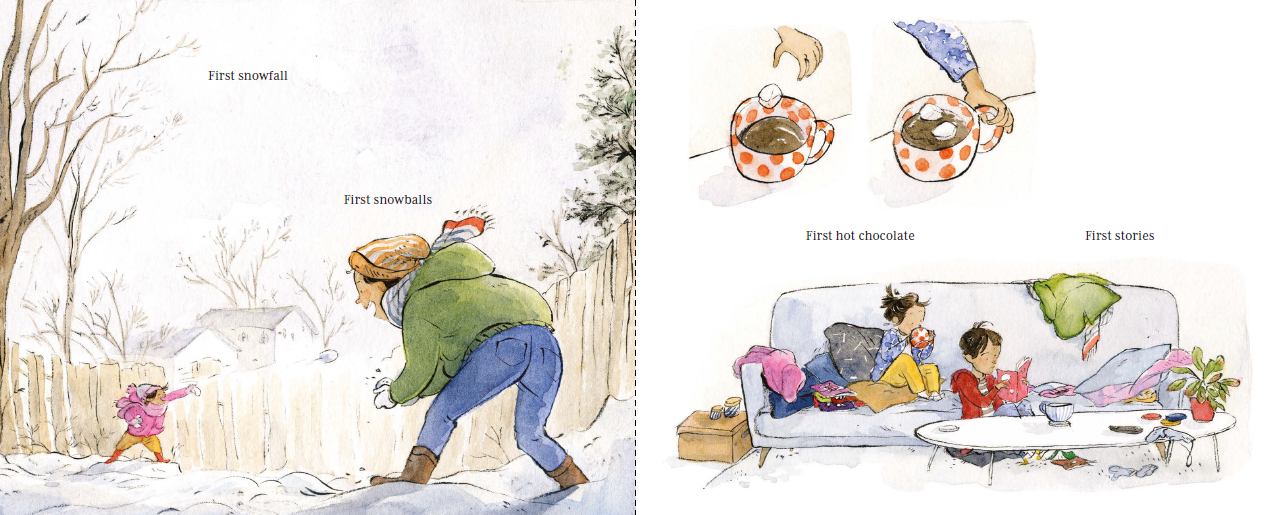 First snowfall
First snowballs
First hot chocolate
First stories